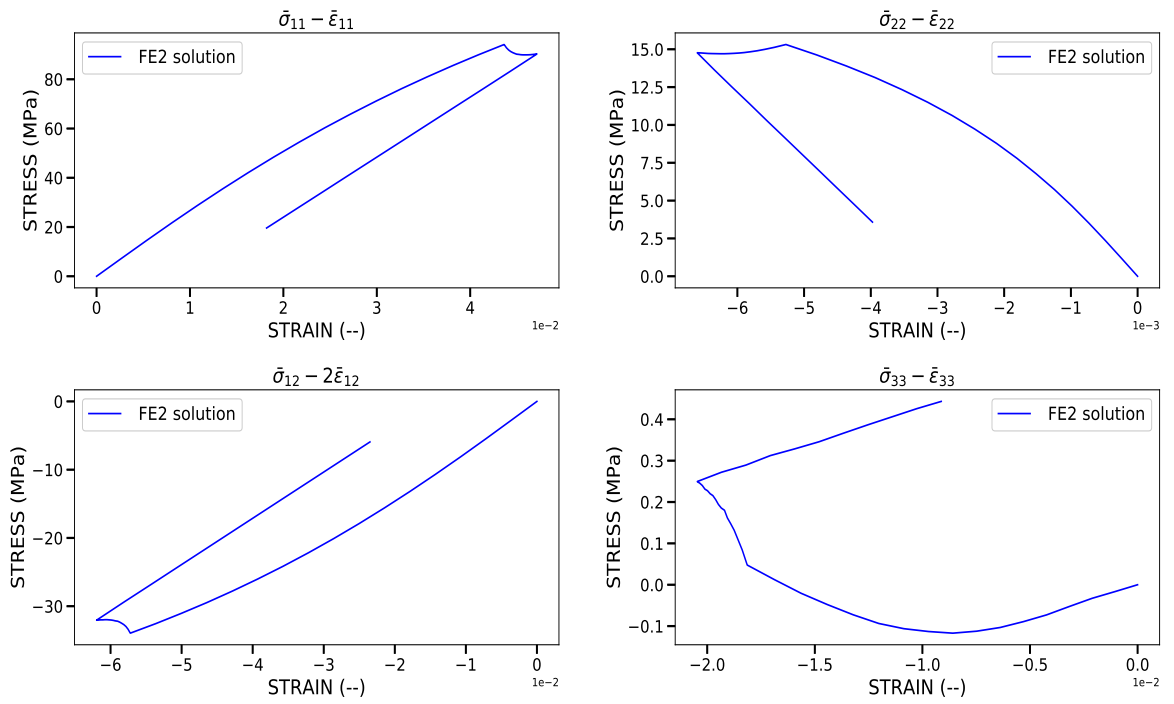 σ̄₁₁ − ε̄₁₁
FE2 solution
STRESS (MPa)
80
60
40
20
0
0 1 2 3 4
1e−2
STRAIN (--)
σ̄₂₂ − ε̄₂₂
FE2 solution
STRESS (MPa)
15.0
12.5
10.0
7.5
5.0
2.5
0.0
−6 −5 −4 −3 −2 −1 0
1e−3
STRAIN (--)
σ̄₁₂ − 2ε̄₁₂
FE2 solution
STRESS (MPa)
0
−10
−20
−30
−6 −5 −4 −3 −2 −1 0
1e−2
STRAIN (--)
σ̄₃₃ − ε̄₃₃
FE2 solution
STRESS (MPa)
0.4
0.3
0.2
0.1
0.0
−0.1
−2.0 −1.5 −1.0 −0.5 0.0
1e−2
STRAIN (--)